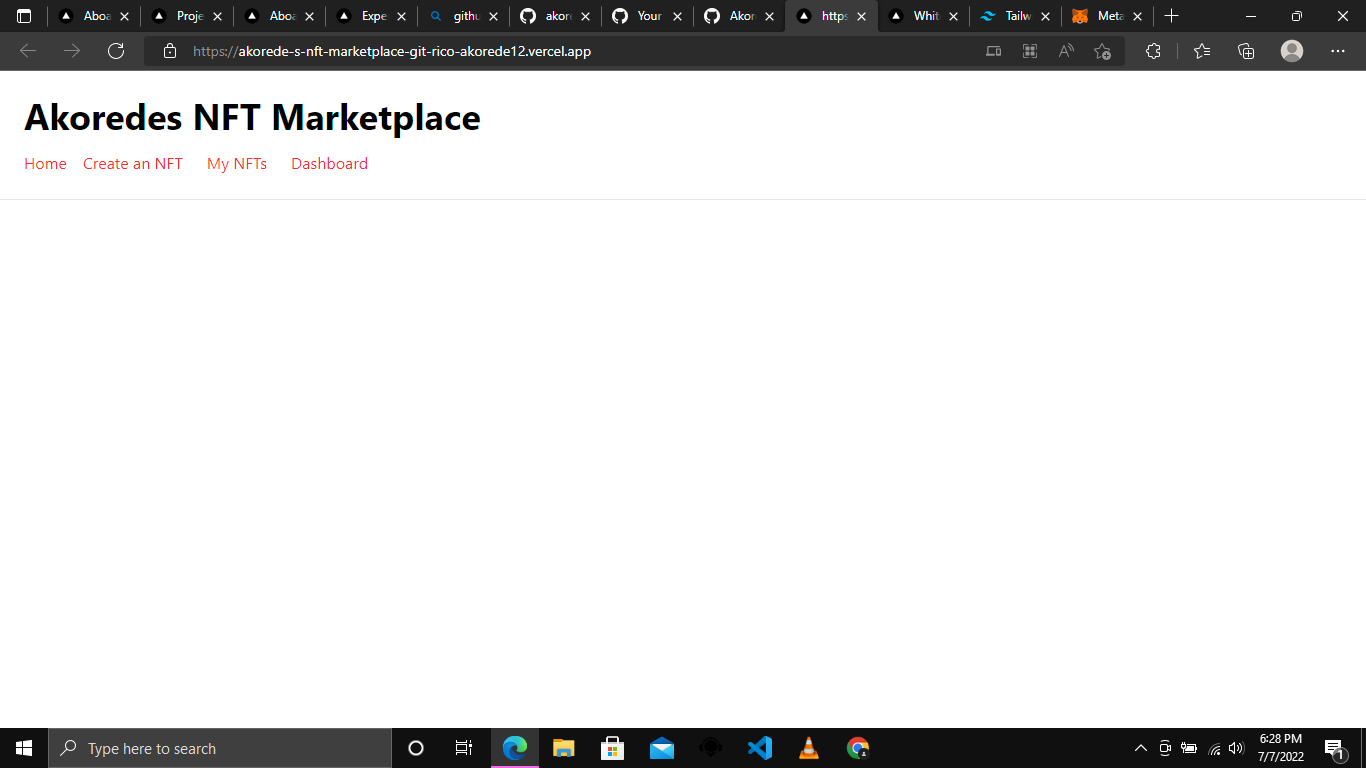 Aboa
Proje
Aboa
Expe
githu
akor
Your
Akor
https
Whit
Tailw
Meta
https://akorede-s-nft-marketplace-git-rico-akorede12.vercel.app
Akoredes NFT Marketplace
Home Create an NFT My NFTs Dashboard
Type here to search
6:28 PM
7/7/2022
1